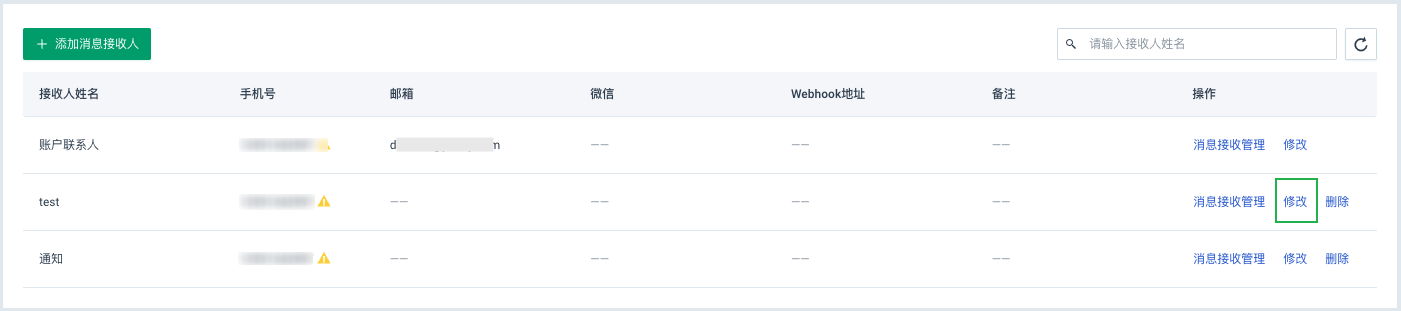 添加消息接收人
请输入接收人姓名
接收人姓名 手机号 邮箱 微信 Webhook地址 备注 操作
账户联系人 —— —— —— 消息接收管理 修改
test —— —— —— —— 消息接收管理 修改 删除
通知 —— —— —— —— 消息接收管理 修改 删除